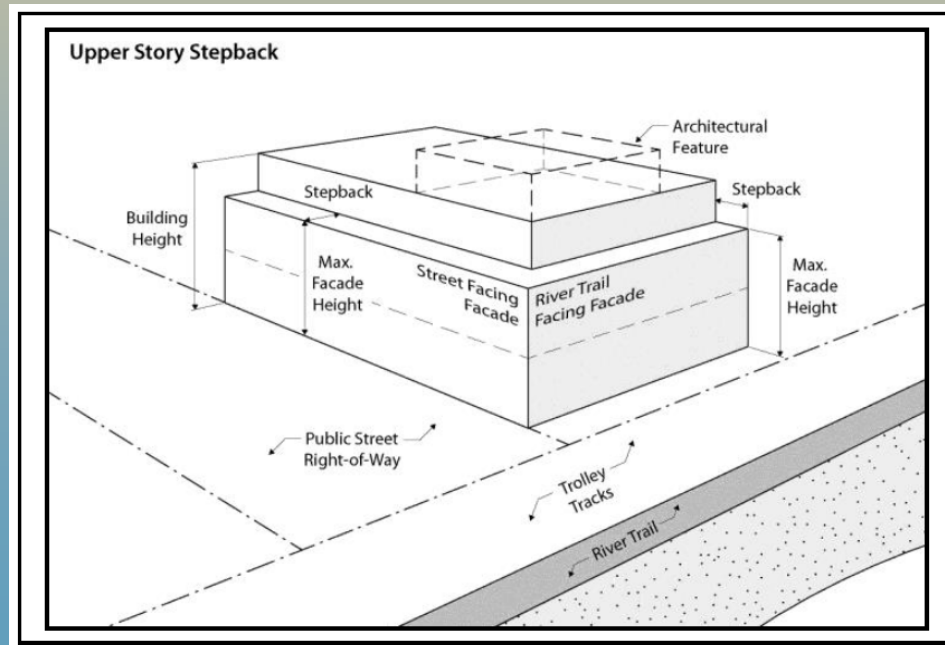 Upper Story Stepback
Architectural
Feature
Stepback
Stepback
Building
Height
Max.
Facade
Height
Street Facing
Facade
River Trail
Facing Facade
Max.
Facade
Height
Public Street
Right-of-Way
Trolley
Tracks
River Trail